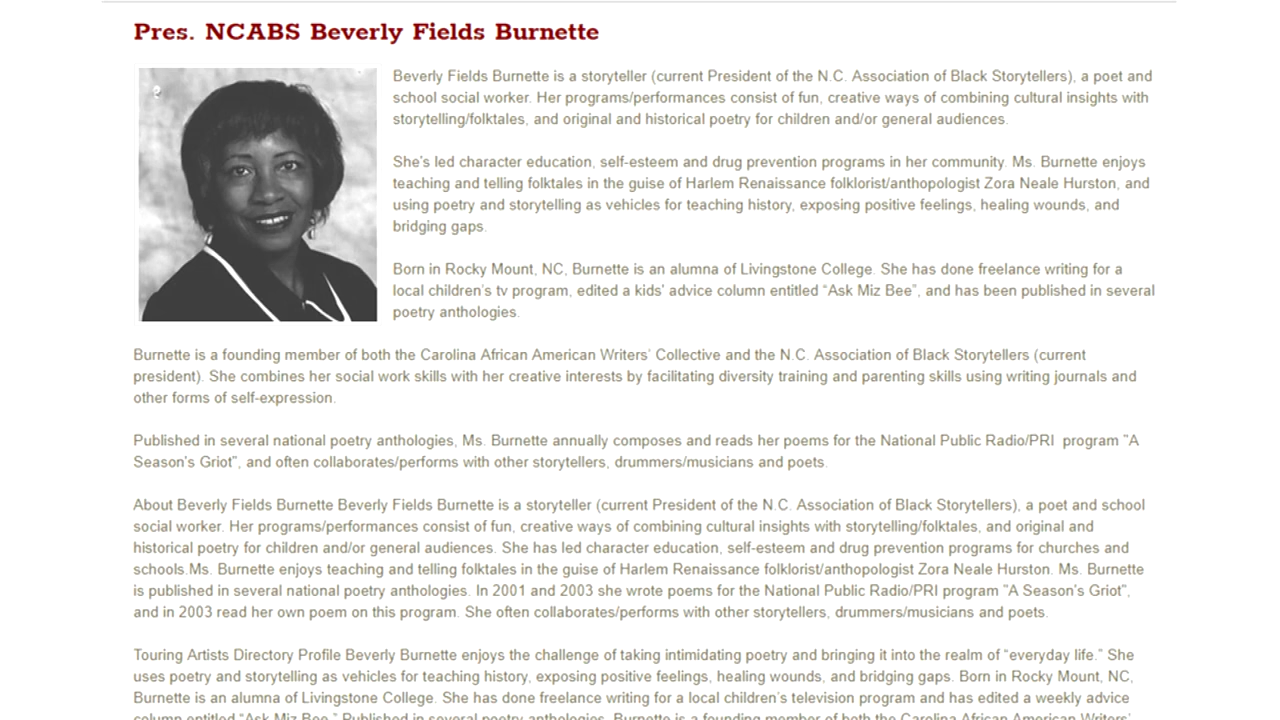 Pres. NCABS Beverly Fields Burnette
Beverly Fields Burnette is a storyteller (current President of the N.C. Association of Black Storytellers), a poet and
school social worker. Her programs/performances consist of fun, creative ways of combining cultural insights with
storytelling/folktales, and original and historical poetry for children and/or general audiences.
She's led character education, self-esteem and drug prevention programs in her community. Ms. Burnette enjoys
teaching and telling folktales in the guise of Harlem Renaissance folklorist/anthopologist Zora Neale Hurston, and
using poetry and storytelling as vehicles for teaching history, exposing positive feelings, healing wounds, and
bridging gaps.
Born in Rocky Mount, NC, Burnette is an alumna of Livingstone College. She has done freelance writing for a
local children's tv program, edited a kids' advice column entitled “Ask Miz Bee”, and has been published in several
poetry anthologies.
Burnette is a founding member of both the Carolina African American Writers' Collective and the N.C. Association of Black Storytellers (current
president). She combines her social work skills with her creative interests by facilitating diversity training and parenting skills using writing journals and
other forms of self-expression.
Published in several national poetry anthologies, Ms. Burnette annually composes and reads her poems for the National Public Radio/PRI program "A
Season's Griot", and often collaborates/performs with other storytellers, drummers/musicians and poets.
About Beverly Fields Burnette Beverly Fields Burnette is a storyteller (current President of the N.C. Association of Black Storytellers), a poet and school
social worker. Her programs/performances consist of fun, creative ways of combining cultural insights with storytelling/folktales, and original and
historical poetry for children and/or general audiences. She has led character education, self-esteem and drug prevention programs for churches and
schools.Ms. Burnette enjoys teaching and telling folktales in the guise of Harlem Renaissance folklorist/anthopologist Zora Neale Hurston. Ms. Burnette
is published in several national poetry anthologies. In 2001 and 2003 she wrote poems for the National Public Radio/PRI program "A Season's Griot",
and in 2003 read her own poem on this program. She often collaborates/performs with other storytellers, drummers/musicians and poets.
Touring Artists Directory Profile Beverly Burnette enjoys the challenge of taking intimidating poetry and bringing it into the realm of “everyday life.” She
uses poetry and storytelling as vehicles for teaching history, exposing positive feelings, healing wounds, and bridging gaps. Born in Rocky Mount, NC,
Burnette is an alumna of Livingstone College. She has done freelance writing for a local children's television program and has edited a weekly advice
column entitled “Ask Miz Bee.” Published in several poetry anthologies, Burnette is a founding member of both the Carolina African American Writers'